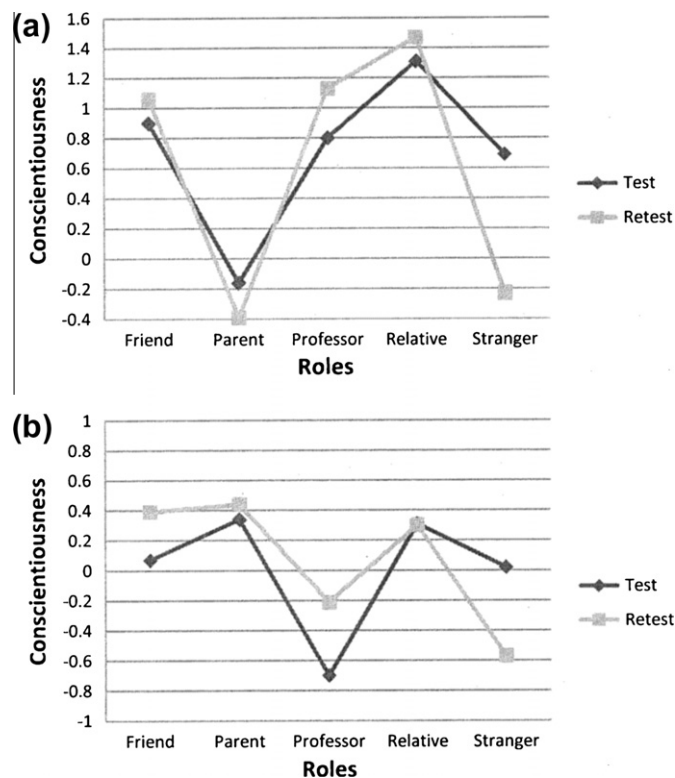 (a)
1.6
1.4
1.2
1
0.8
0.6
0.4
0.2
0
-0.2
-0.4
Conscientiousness
Friend Parent Professor Relative Stranger
Roles
Test
Retest
(b)
1
0.8
0.6
0.4
0.2
0
-0.2
-0.4
-0.6
-0.8
-1
Conscientiousness
Friend Parent Professor Relative Stranger
Roles
Test
Retest